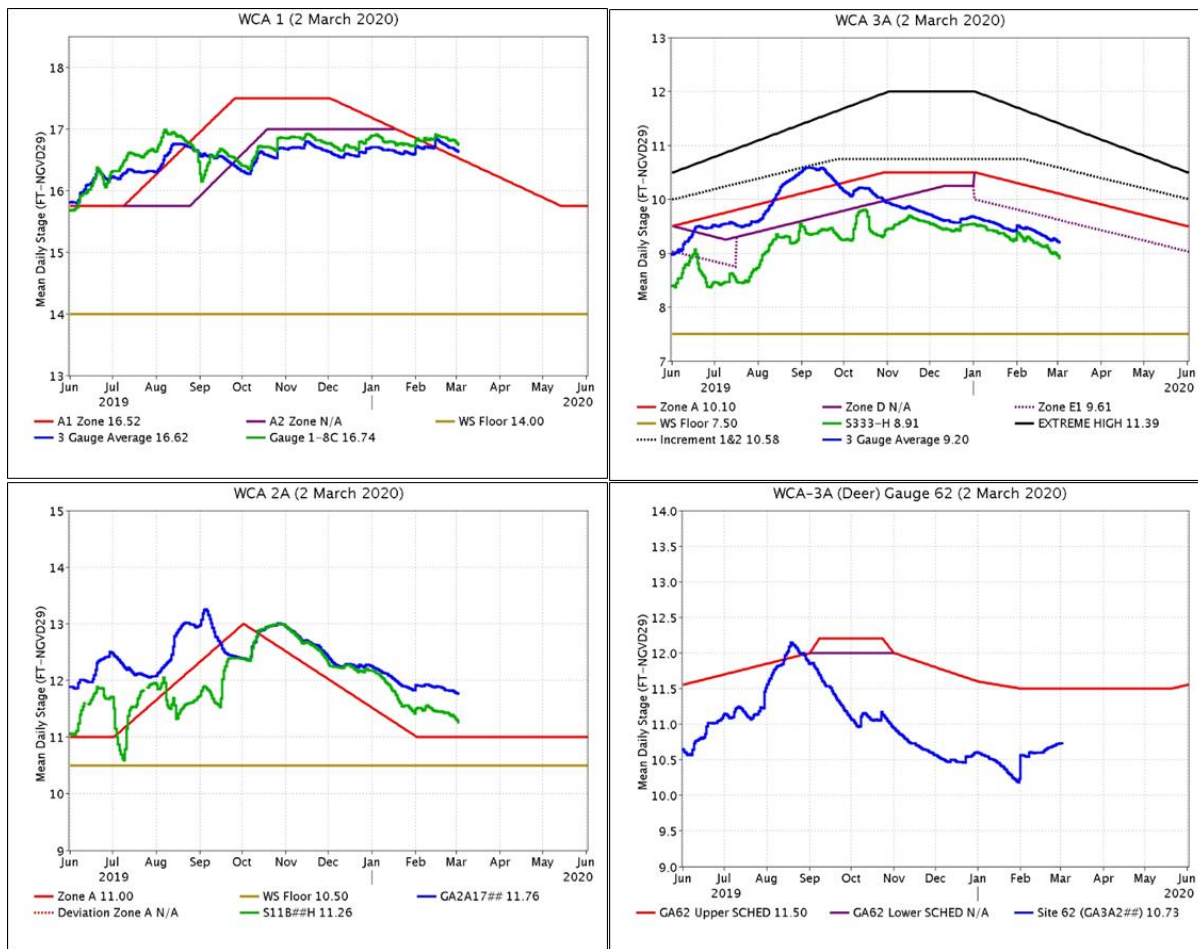 WCA 1 (2 March 2020)
Mean Daily Stage (FT-NGVD29)
18
17
16
15
14
13
Jun Jul Aug Sep Oct Nov Dec Jan Feb Mar Apr May Jun
2019 2020
A1 Zone 16.52 A2 Zone N/A WS Floor 14.00
3 Gauge Average 16.62 Gauge 1-8C 16.74
WCA 3A (2 March 2020)
Mean Daily Stage (FT-NGVD29)
13
12
11
10
9
8
7
Jun Jul Aug Sep Oct Nov Dec Jan Feb Mar Apr May Jun
2019 2020
Zone A 10.10 Zone D N/A Zone E1 9.61
WS Floor 7.50 S333-H 8.91 EXTREME HIGH 11.39
Increment 1&2 10.58 3 Gauge Average 9.20
WCA 2A (2 March 2020)
Mean Daily Stage (FT-NGVD29)
15
14
13
12
11
10
9
Jun Jul Aug Sep Oct Nov Dec Jan Feb Mar Apr May Jun
2019 2020
Zone A 11.00 WS Floor 10.50 GA2A17## 11.76
Deviation Zone A N/A S11B##H 11.26
WCA-3A (Deer) Gauge 62 (2 March 2020)
Mean Daily Stage (FT-NGVD29)
14.0
13.5
13.0
12.5
12.0
11.5
11.0
10.5
10.0
9.5
9.0
Jun Jul Aug Sep Oct Nov Dec Jan Feb Mar Apr May Jun
2019 2020
GA62 Upper SCHED 11.50 GA62 Lower SCHED N/A Site 62 (GA3A2##) 10.73